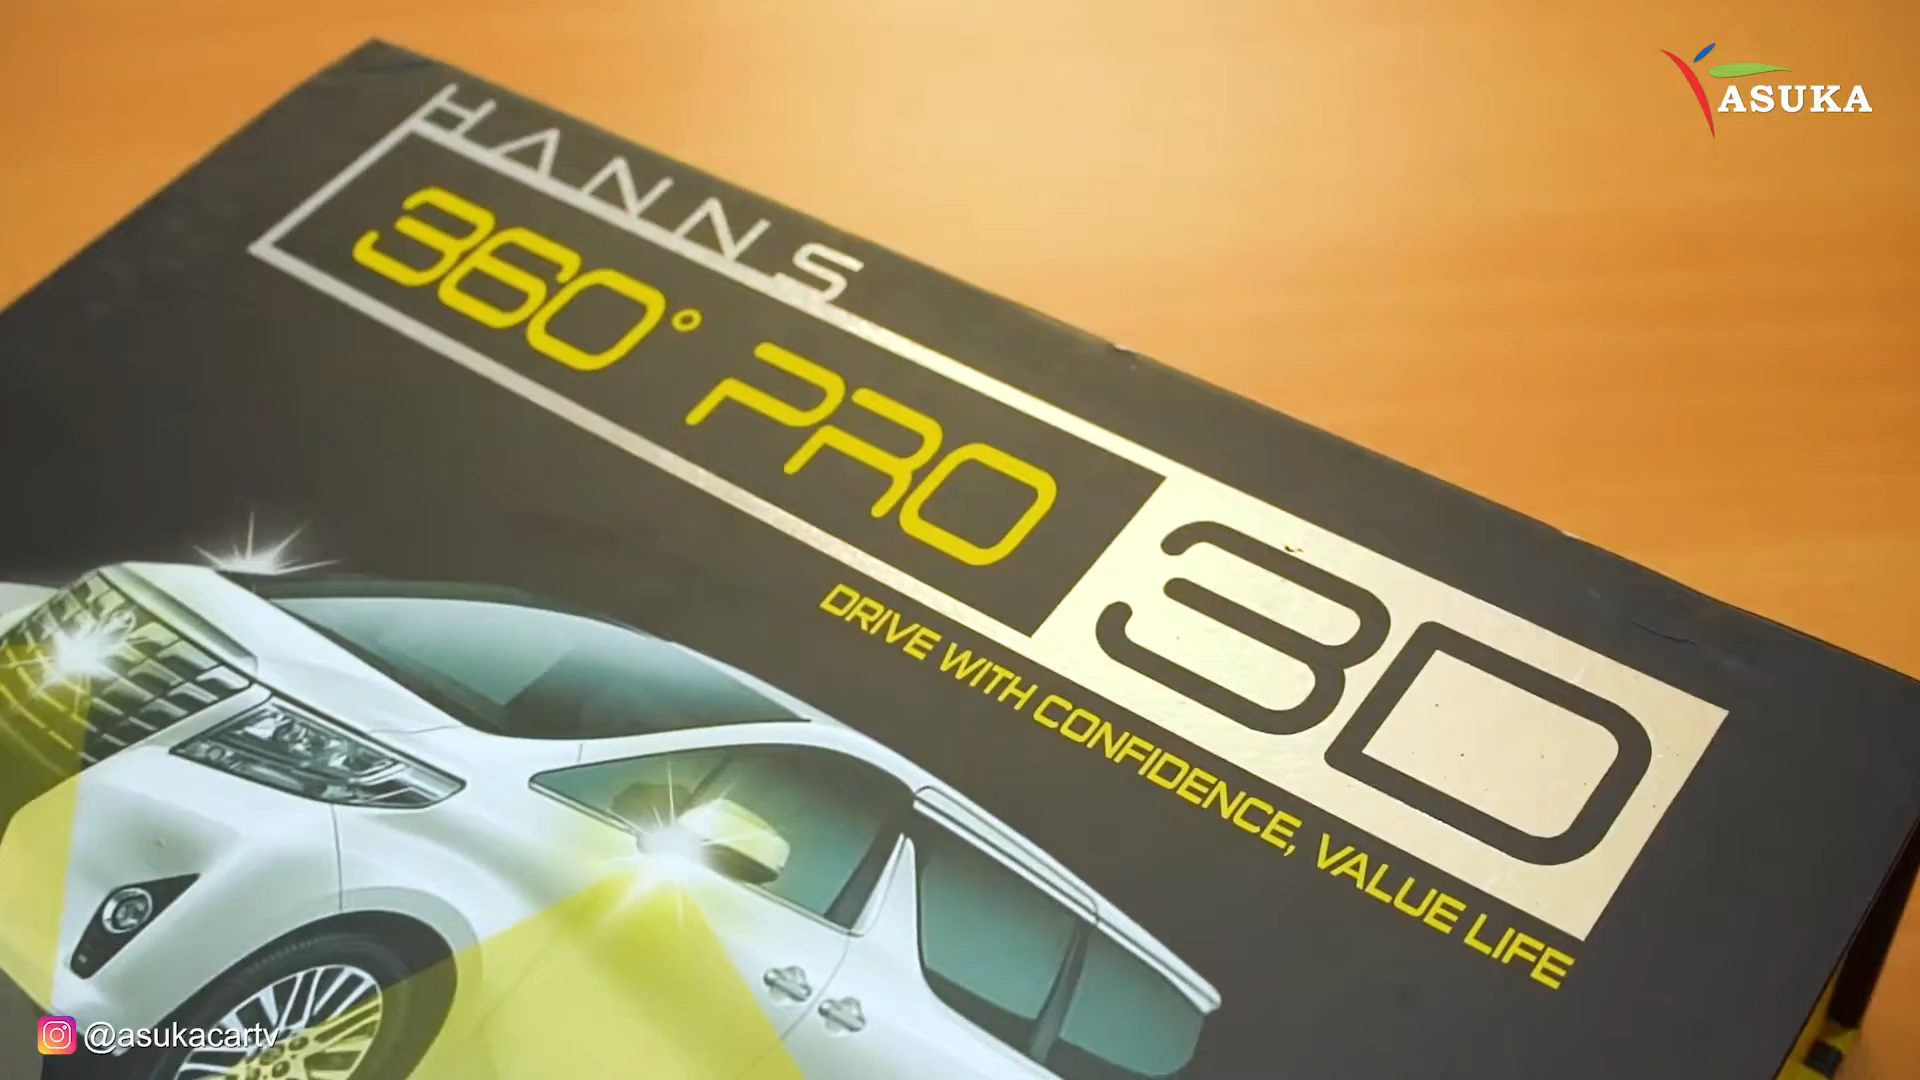 ASUKA
HANNS
360° PRO 3D
DRIVE WITH CONFIDENCE, VALUE LIFE
@asukacartv